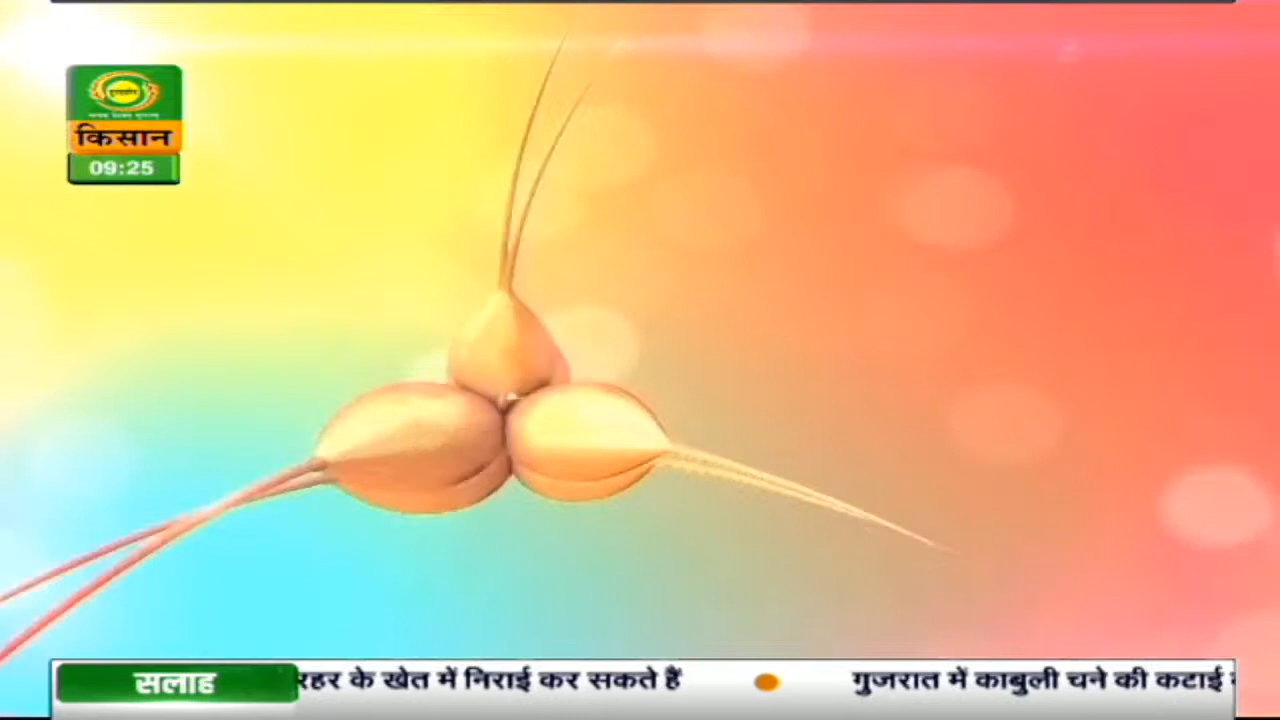 किसान
09:25
सलाह
रहर के खेत में निराई कर सकते हैं
गुजरात में काबुली चने की कटाई